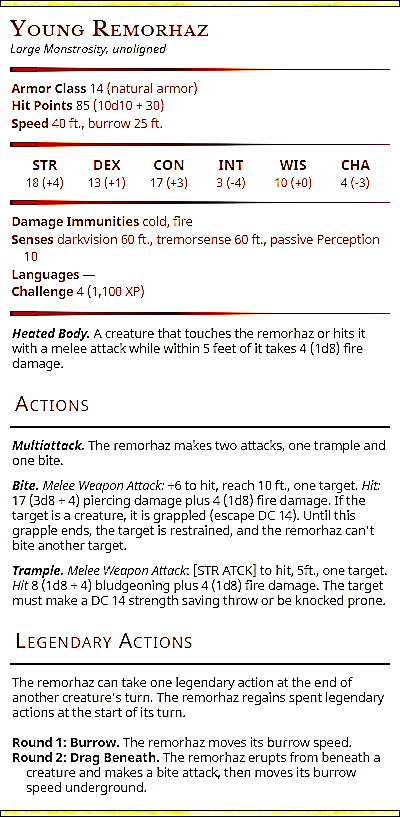 Young Remorhaz
Large Monstrosity, unaligned
Armor Class 14 (natural armor)
Hit Points 85 (10d10 + 30)
Speed 40 ft., burrow 25 ft.
STR DEX CON INT WIS CHA
18 (+4) 13 (+1) 17 (+3) 3 (-4) 10 (+0) 4 (-3)
Damage Immunities cold, fire
Senses darkvision 60 ft., tremorsense 60 ft., passive Perception
10
Languages —
Challenge 4 (1,100 XP)
Heated Body. A creature that touches the remorhaz or hits it
with a melee attack while within 5 feet of it takes 4 (1d8) fire
damage.
Actions
Multiattack. The remorhaz makes two attacks, one trample and
one bite.
Bite. Melee Weapon Attack: +6 to hit, reach 10 ft., one target. Hit:
17 (3d8 + 4) piercing damage plus 4 (1d8) fire damage. If the
target is a creature, it is grappled (escape DC 14). Until this
grapple ends, the target is restrained, and the remorhaz can't
bite another target.
Trample. Melee Weapon Attack: [STR ATCK] to hit, 5ft., one target.
Hit 8 (1d8 + 4) bludgeoning plus 4 (1d8) fire damage. The target
must make a DC 14 strength saving throw or be knocked prone.
Legendary Actions
The remorhaz can take one legendary action at the end of
another creature's turn. The remorhaz regains spent legendary
actions at the start of its turn.
Round 1: Burrow. The remorhaz moves its burrow speed.
Round 2: Drag Beneath. The remorhaz erupts from beneath a
creature and makes a bite attack, then moves its burrow
speed underground.